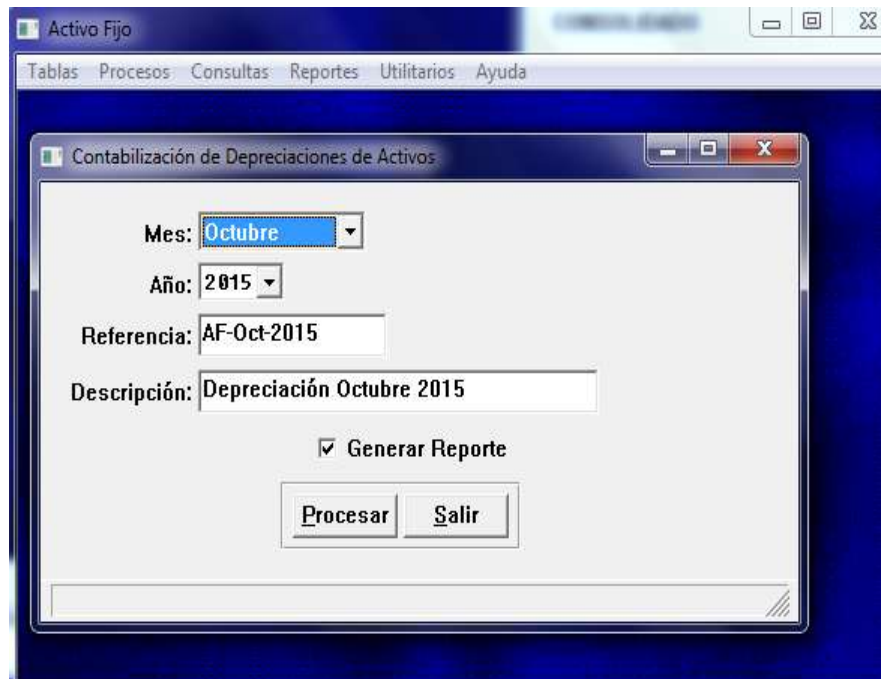 Activo Fijo
Tablas Procesos Consultas Reportes Utilitarios Ayuda
Contabilización de Depreciaciones de Activos
Mes: Octubre
Año: 2015
Referencia: AF-Oct-2015
Descripción: Depreciación Octubre 2015
Generar Reporte
Procesar Salir